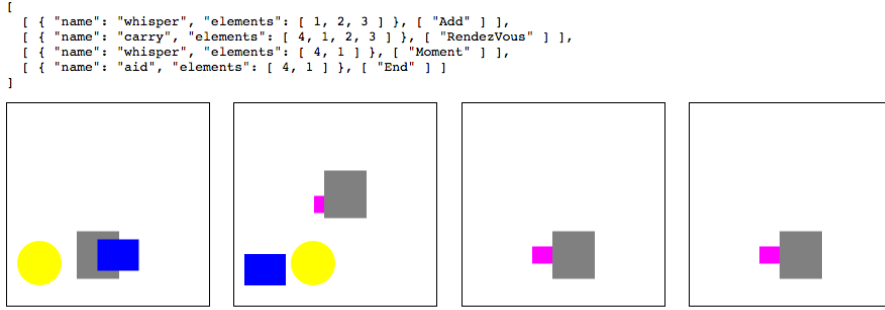 [
[ { "name": "whisper", "elements": [ 1, 2, 3 ] }, [ "Add" ] ],
[ { "name": "carry", "elements": [ 4, 1, 2, 3 ] }, [ "RendezVous" ] ],
[ { "name": "whisper", "elements": [ 4, 1 ] }, [ "Moment" ] ],
[ { "name": "aid", "elements": [ 4, 1 ] }, [ "End" ] ]
]